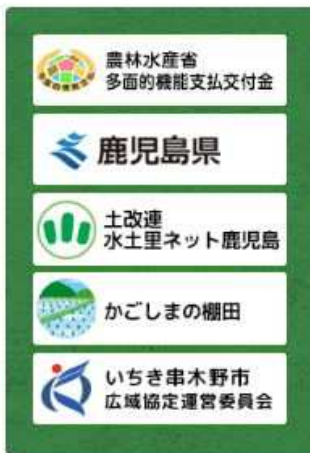 農林水産省
多面的機能支払交付金
鹿児島県
土改連
水土里ネット鹿児島
かごしまの棚田
いちき串木野市
広域協定運営委員会